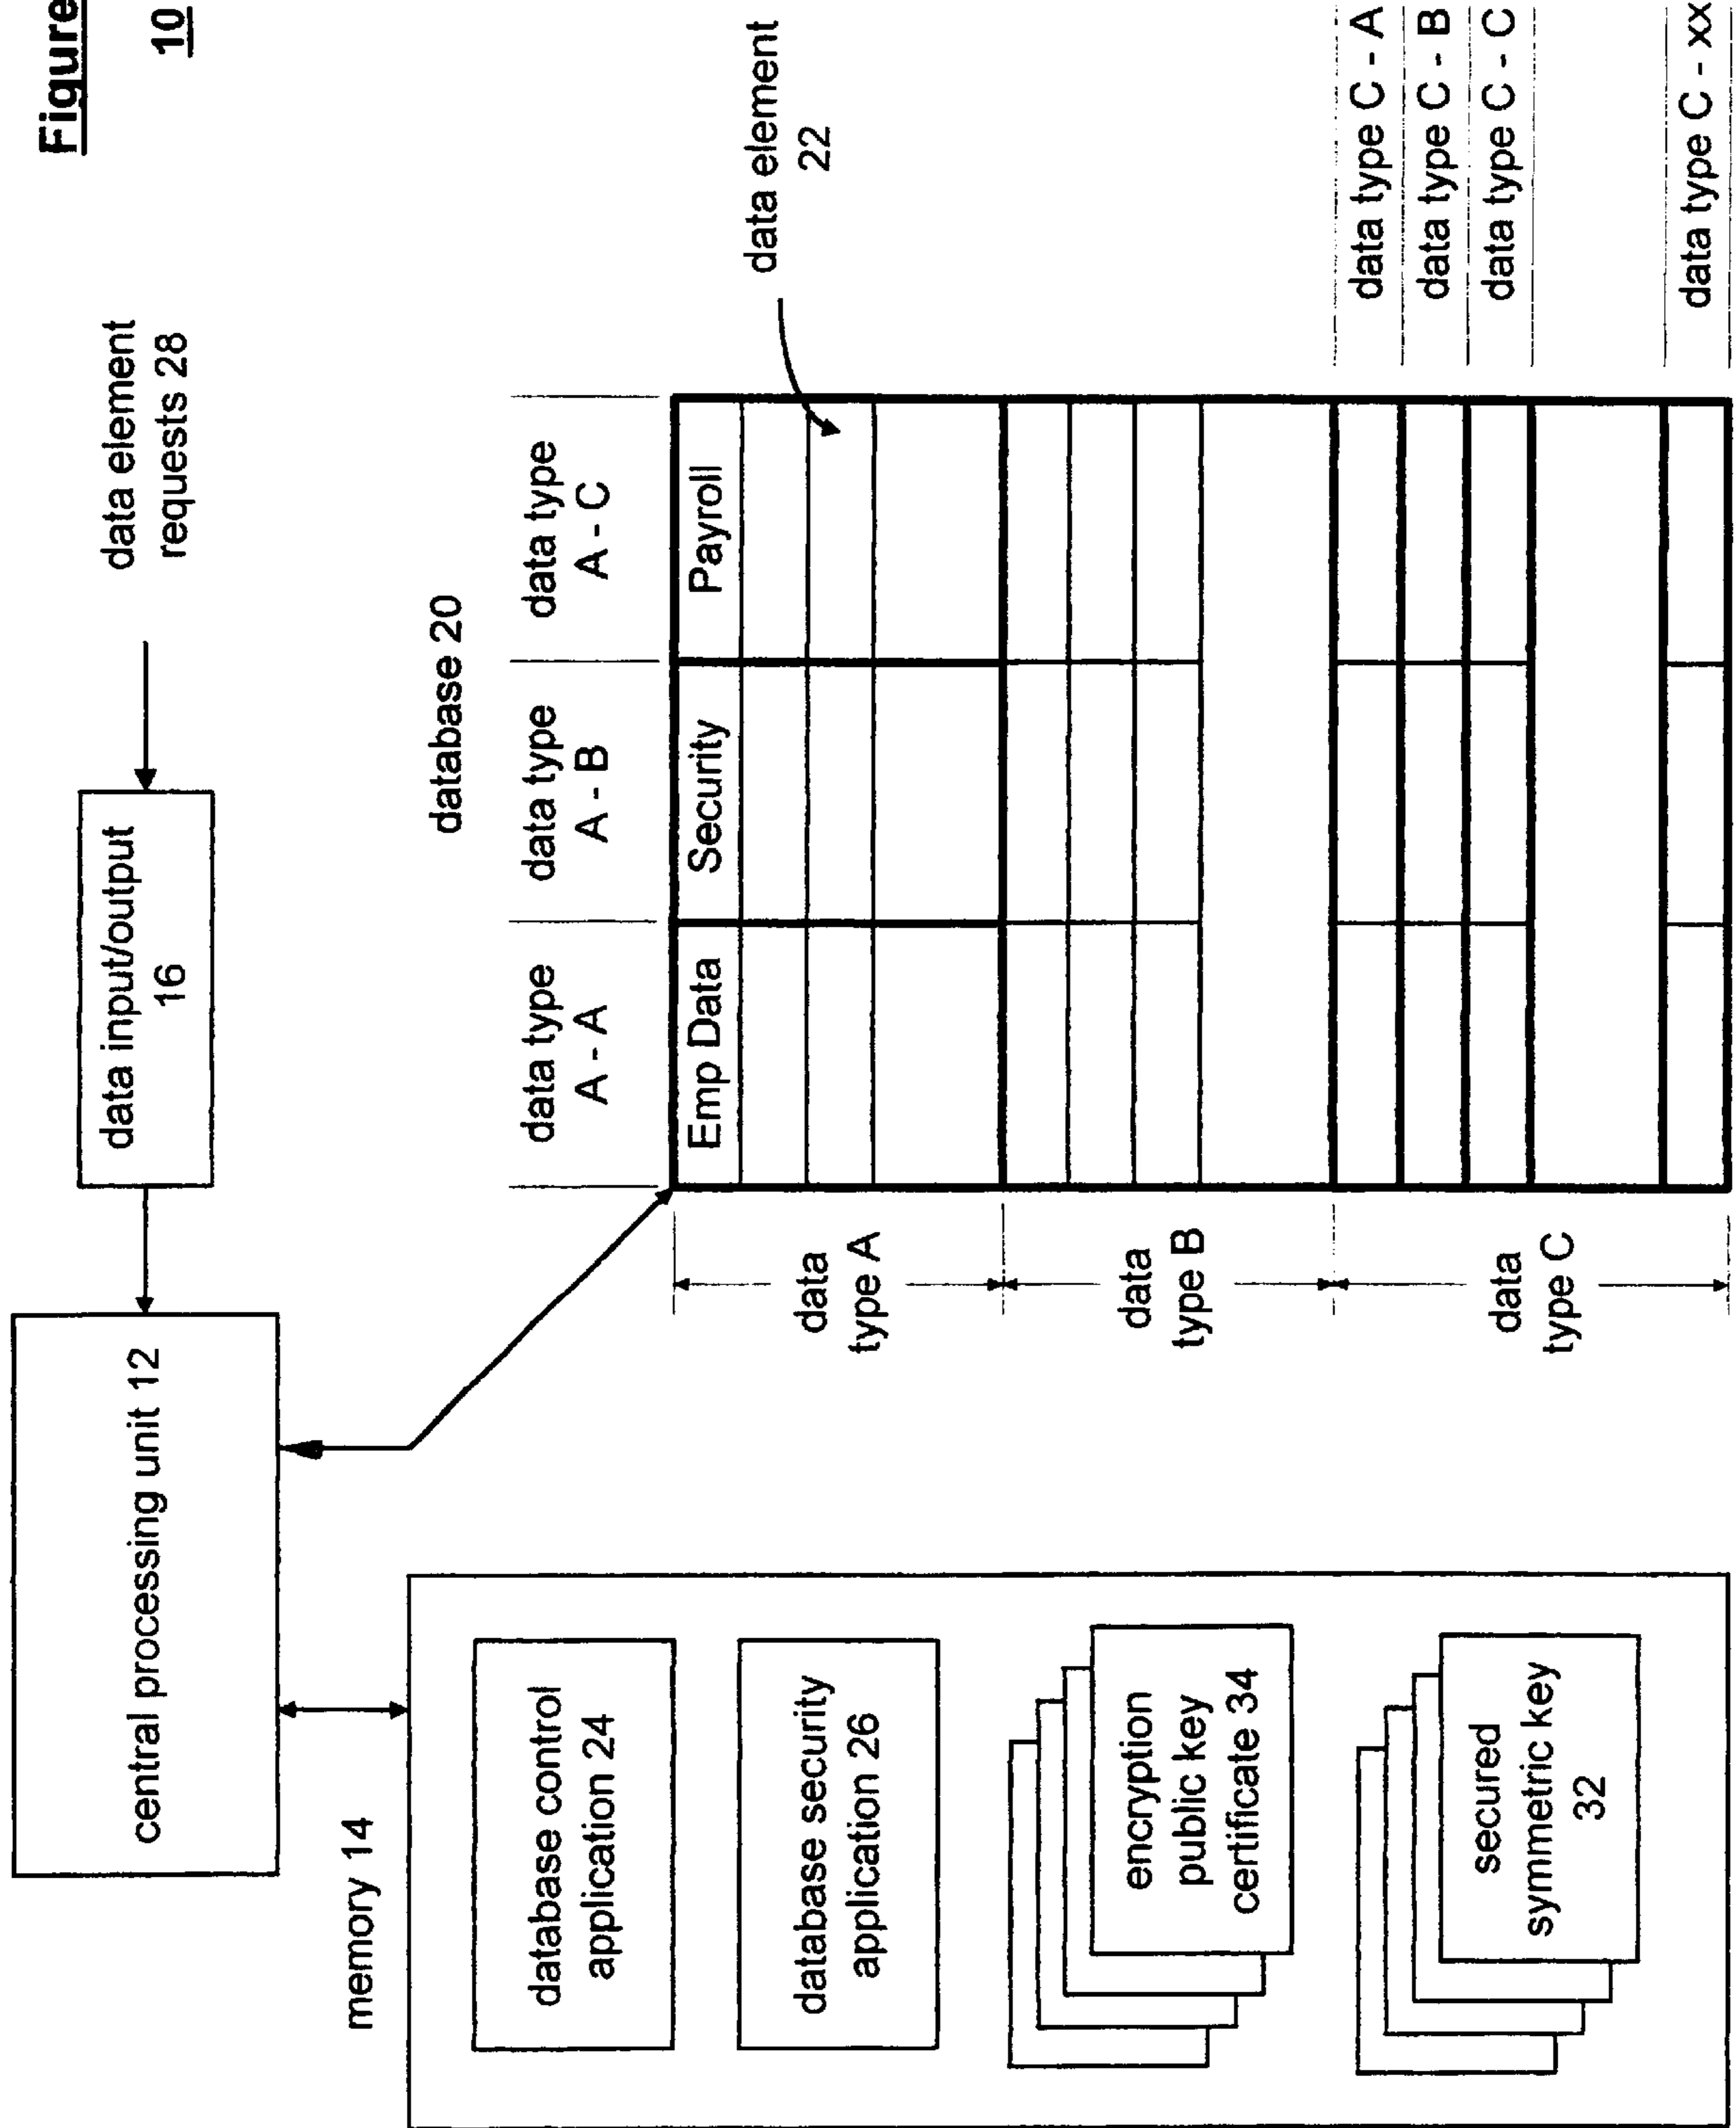 Figure
10
data element
requests 28
data input/output
16
central processing unit 12
memory 14
database control
application 24
database security
application 26
encryption
public key
certificate 34
secured
symmetric key
32
database 20
data type
A - A
data type
A - B
data type
A - C
Emp Data
Security
Payroll
data element
22
data
type A
data
type B
data
type C
data type C - A
data type C - B
data type C - C
data type C - xx